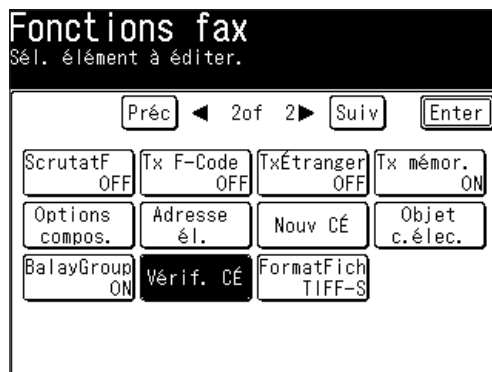 Fonctions fax
Sél. élément à éditer.
Préc ◀ 2of 2▶ Suiv Enter
ScrutatF Tx F-Code TxÉtranger Tx mémor.
OFF OFF OFF ON
Options Adresse Nouv CÉ Objet
compos. él. c.élec.
BalayGroup Vérif. CÉ FormatFich
ON TIFF-S